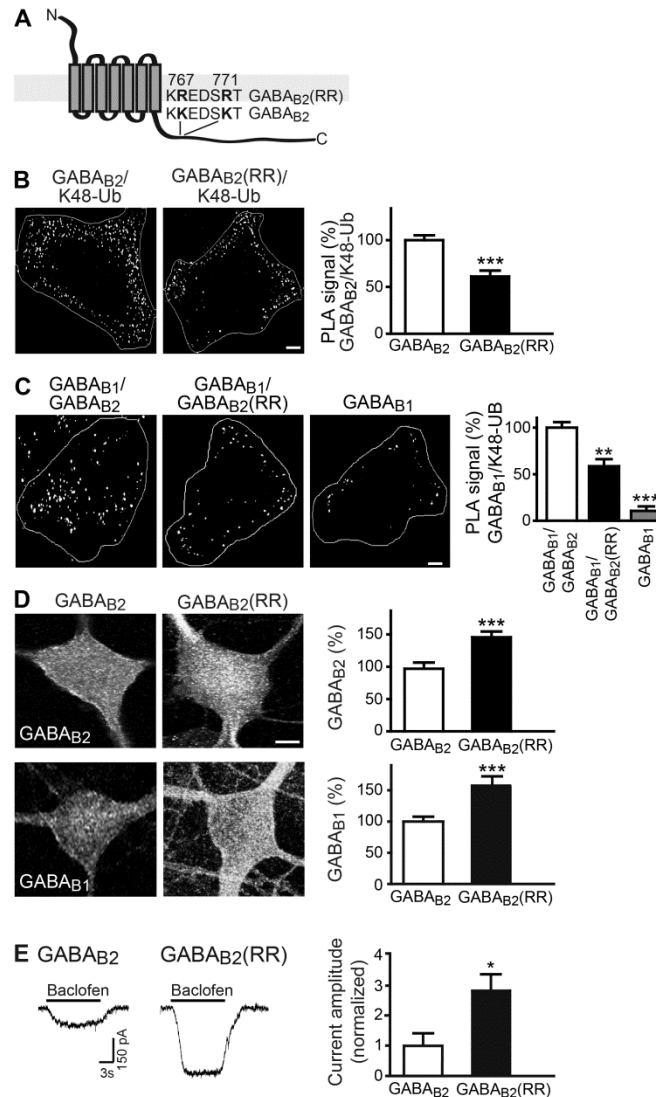 A
N
767 771
KREDSRT GABAB2(RR)
KKEDSKT GABAB2
C
B
GABAB2/
K48-Ub
GABAB2(RR)/
K48-Ub
PLA signal (%)
GABAB2/K48-Ub
100
50
0
***
GABAB2 GABAB2(RR)
C
GABAB1/
GABAB2
GABAB1/
GABAB2(RR)
GABAB1
PLA signal (%)
GABAB1/K48-UB
100
50
0
**
***
GABAB1/
GABAB2
GABAB1/
GABAB2(RR)
GABAB1
D
GABAB2 GABAB2(RR)
GABAB2
GABAB2 (%)
150
100
50
0
***
GABAB2 GABAB2(RR)
GABAB1
GABAB1 (%)
150
100
50
0
***
GABAB2 GABAB2(RR)
E
GABAB2 GABAB2(RR)
Baclofen Baclofen
150 pA
3s
Current amplitude
(normalized)
4
3
2
1
0
*
GABAB2 GABAB2(RR)